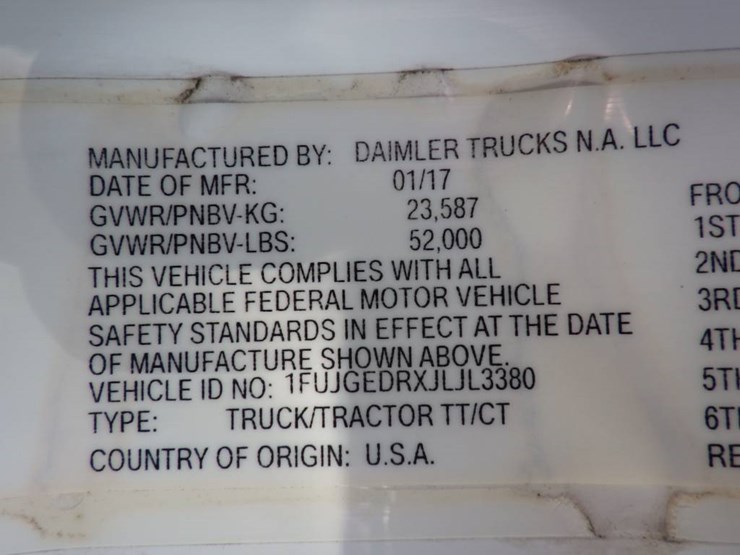 MANUFACTURED BY: DAIMLER TRUCKS N.A. LLC
DATE OF MFR: 01/17
GVWR/PNBV-KG: 23,587
GVWR/PNBV-LBS: 52,000
THIS VEHICLE COMPLIES WITH ALL
APPLICABLE FEDERAL MOTOR VEHICLE
SAFETY STANDARDS IN EFFECT AT THE DATE
OF MANUFACTURE SHOWN ABOVE.
VEHICLE ID NO: 1FUJGEDRXJLJL3380
TYPE: TRUCK/TRACTOR TT/CT
COUNTRY OF ORIGIN: U.S.A.
FRO
1ST
2ND
3RD
4TH
5TH
6TH
RE